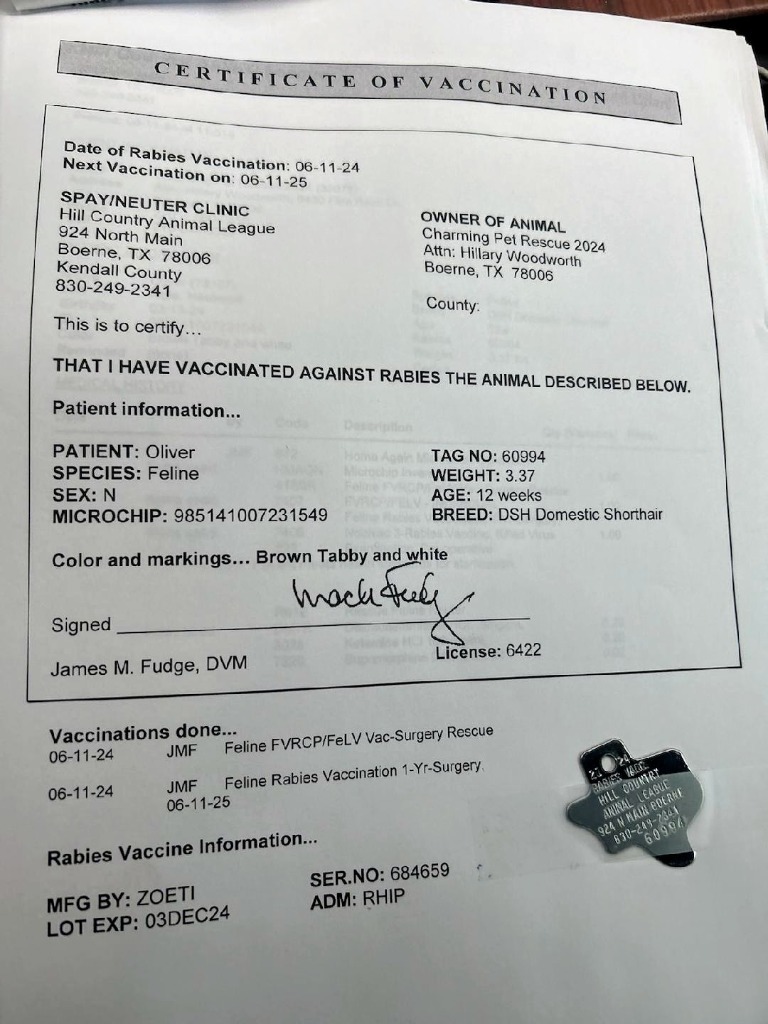 CERTIFICATE OF VACCINATION
Date of Rabies Vaccination: 06-11-24
Next Vaccination on: 06-11-25
SPAY/NEUTER CLINIC
Hill Country Animal League
924 North Main
Boerne, TX 78006
Kendall County
830-249-2341
OWNER OF ANIMAL
Charming Pet Rescue 2024
Attn: Hillary Woodworth
Boerne, TX 78006
County:
This is to certify...
THAT I HAVE VACCINATED AGAINST RABIES THE ANIMAL DESCRIBED BELOW.
Patient information...
PATIENT: Oliver
SPECIES: Feline
SEX: N
MICROCHIP: 985141007231549
TAG NO: 60994
WEIGHT: 3.37
AGE: 12 weeks
BREED: DSH Domestic Shorthair
Color and markings... Brown Tabby and white
Signed
James M. Fudge, DVM
License: 6422
Vaccinations done...
06-11-24 JMF Feline FVRCP/FeLV Vac-Surgery Rescue
06-11-24 JMF Feline Rabies Vaccination 1-Yr-Surgery
06-11-25
Rabies Vaccine Information...
MFG BY: ZOETI
LOT EXP: 03DEC24
SER.NO: 684659
ADM: RHIP
HILL COUNTRY
ANIMAL LEAGUE
924 N MAIN BOERNE
830-249-2341